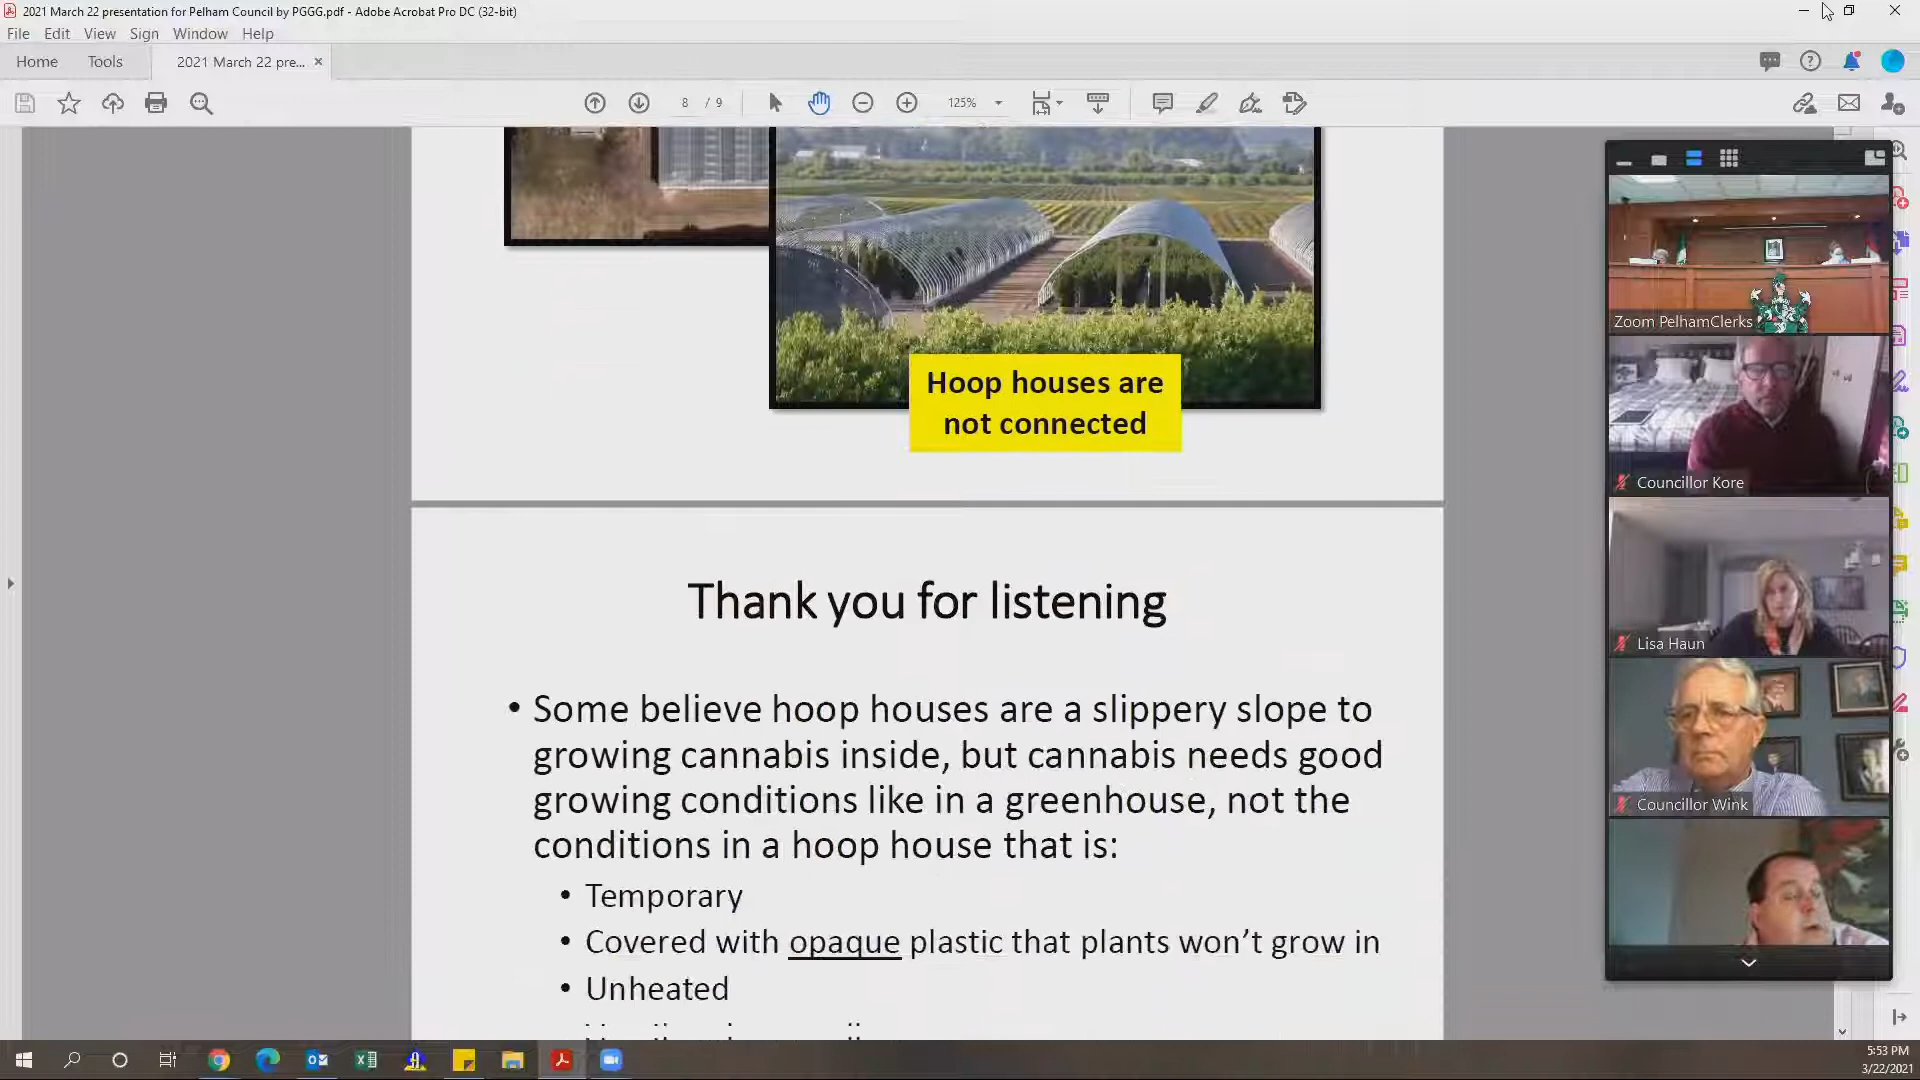 2021 March 22 presentation for Pelham Council by PGGG.pdf - Adobe Acrobat Pro DC (32-bit)
File Edit View Sign Window Help
Home Tools 2021 March 22 pre...
8 / 9 125%
Hoop houses are
not connected
Thank you for listening
• Some believe hoop houses are a slippery slope to
growing cannabis inside, but cannabis needs good
growing conditions like in a greenhouse, not the
conditions in a hoop house that is:
• Temporary
• Covered with opaque plastic that plants won’t grow in
• Unheated
Zoom PelhamClerks
Councillor Kore
Lisa Haun
Councillor Wink
5:53 PM
3/22/2021